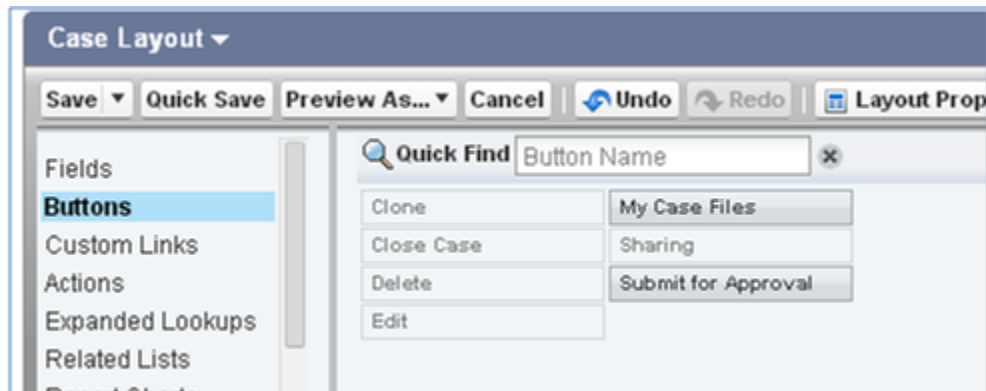 Case Layout
Save Quick Save Preview As... Cancel Undo Redo Layout Prop
Quick Find Button Name
Fields
Buttons
Custom Links
Actions
Expanded Lookups
Related Lists
Clone My Case Files
Close Case Sharing
Delete Submit for Approval
Edit